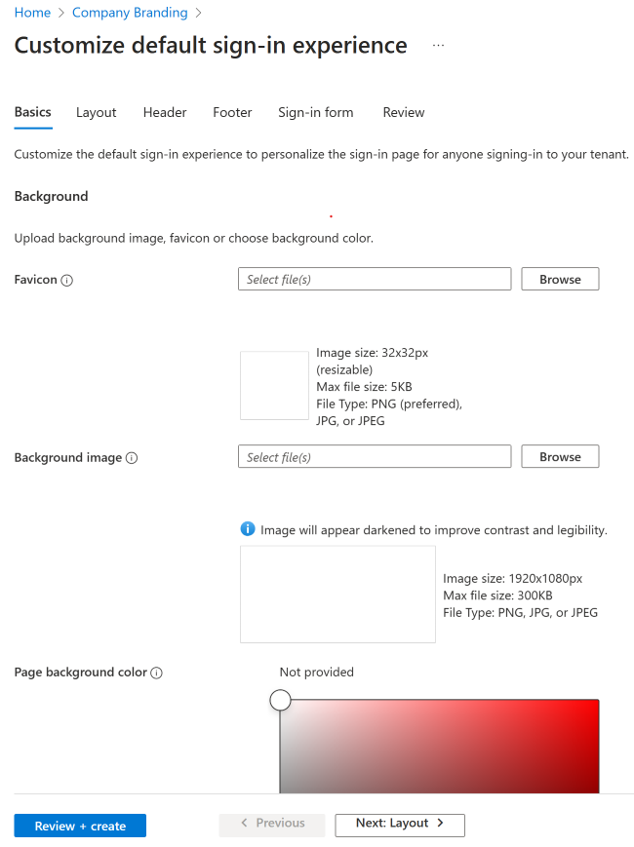 Home > Company Branding >
Customize default sign-in experience ...
Basics Layout Header Footer Sign-in form Review
Customize the default sign-in experience to personalize the sign-in page for anyone signing-in to your tenant.
Background
Upload background image, favicon or choose background color.
Favicon Select file(s) Browse
Image size: 32x32px
(resizable)
Max file size: 5KB
File Type: PNG (preferred),
JPG, or JPEG
Background image Select file(s) Browse
Image will appear darkened to improve contrast and legibility.
Image size: 1920x1080px
Max file size: 300KB
File Type: PNG, JPG, or JPEG
Page background color Not provided
Review + create < Previous Next: Layout >